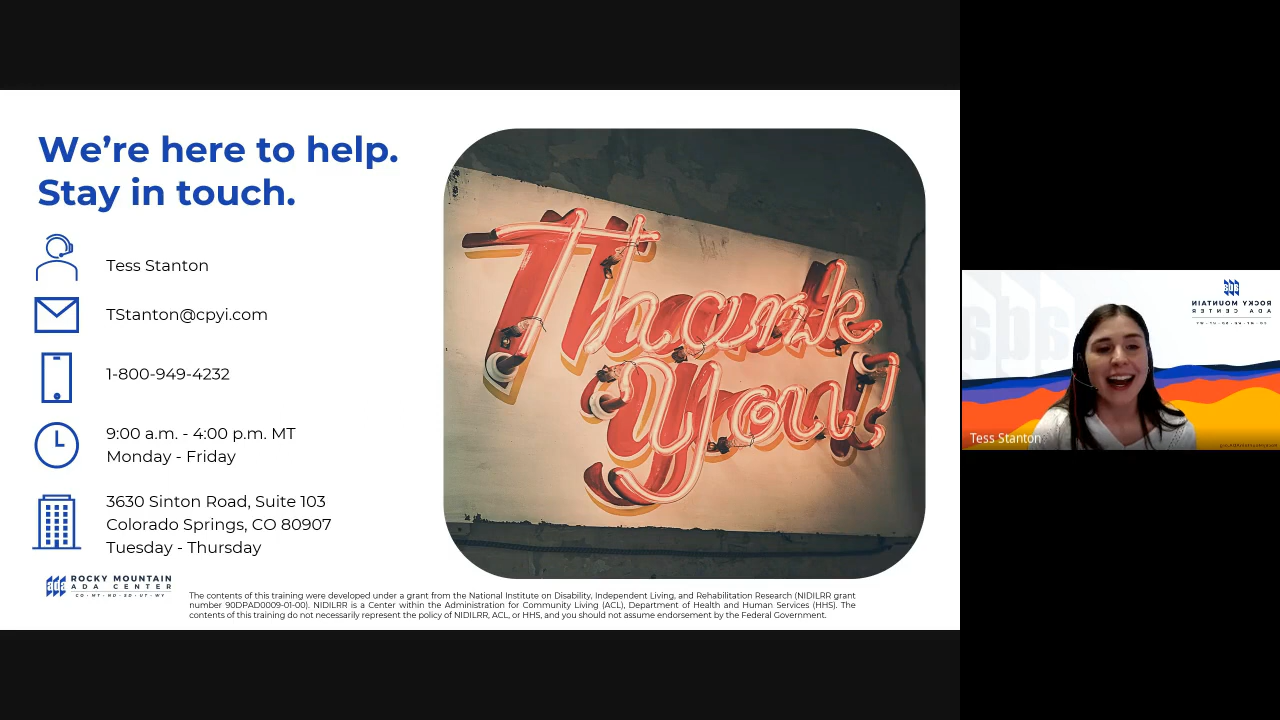 We’re here to help.
Stay in touch.
Tess Stanton
TStanton@cpyi.com
1-800-949-4232
9:00 a.m. - 4:00 p.m. MT
Monday - Friday
3630 Sinton Road, Suite 103
Colorado Springs, CO 80907
Tuesday - Thursday
ada
ROCKY MOUNTAIN
ADA CENTER
CO · MT · ND · SD · UT · WY
The contents of this training were developed under a grant from the National Institute on Disability, Independent Living, and Rehabilitation Research (NIDILRR grant
number 90DPAD0009-01-00). NIDILRR is a Center within the Administration for Community Living (ACL), Department of Health and Human Services (HHS). The
contents of this training do not necessarily represent the policy of NIDILRR, ACL, or HHS, and you should not assume endorsement by the Federal Government.
Thank
You!
ada
ROCKY MOUNTAIN
ADA CENTER
Tess Stanton